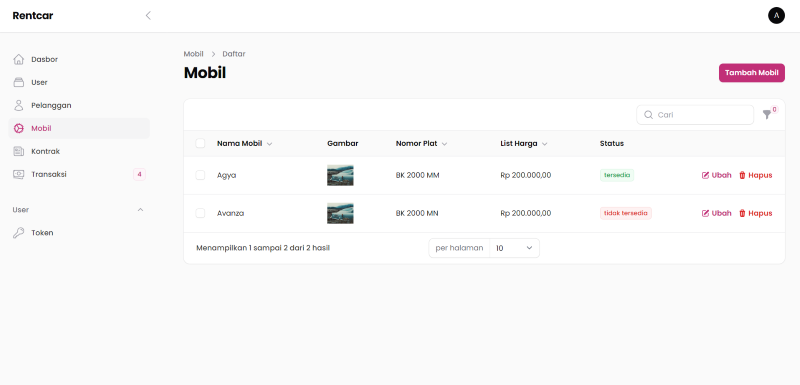 Rentcar
A
Dasbor
User
Pelanggan
Mobil
Kontrak
Transaksi 4
User
Token
Mobil > Daftar
Mobil
Tambah Mobil
Cari
0
Nama Mobil Gambar Nomor Plat List Harga Status
Agya BK 2000 MM Rp 200.000,00 tersedia Ubah Hapus
Avanza BK 2000 MN Rp 200.000,00 tidak tersedia Ubah Hapus
Menampilkan 1 sampai 2 dari 2 hasil per halaman 10